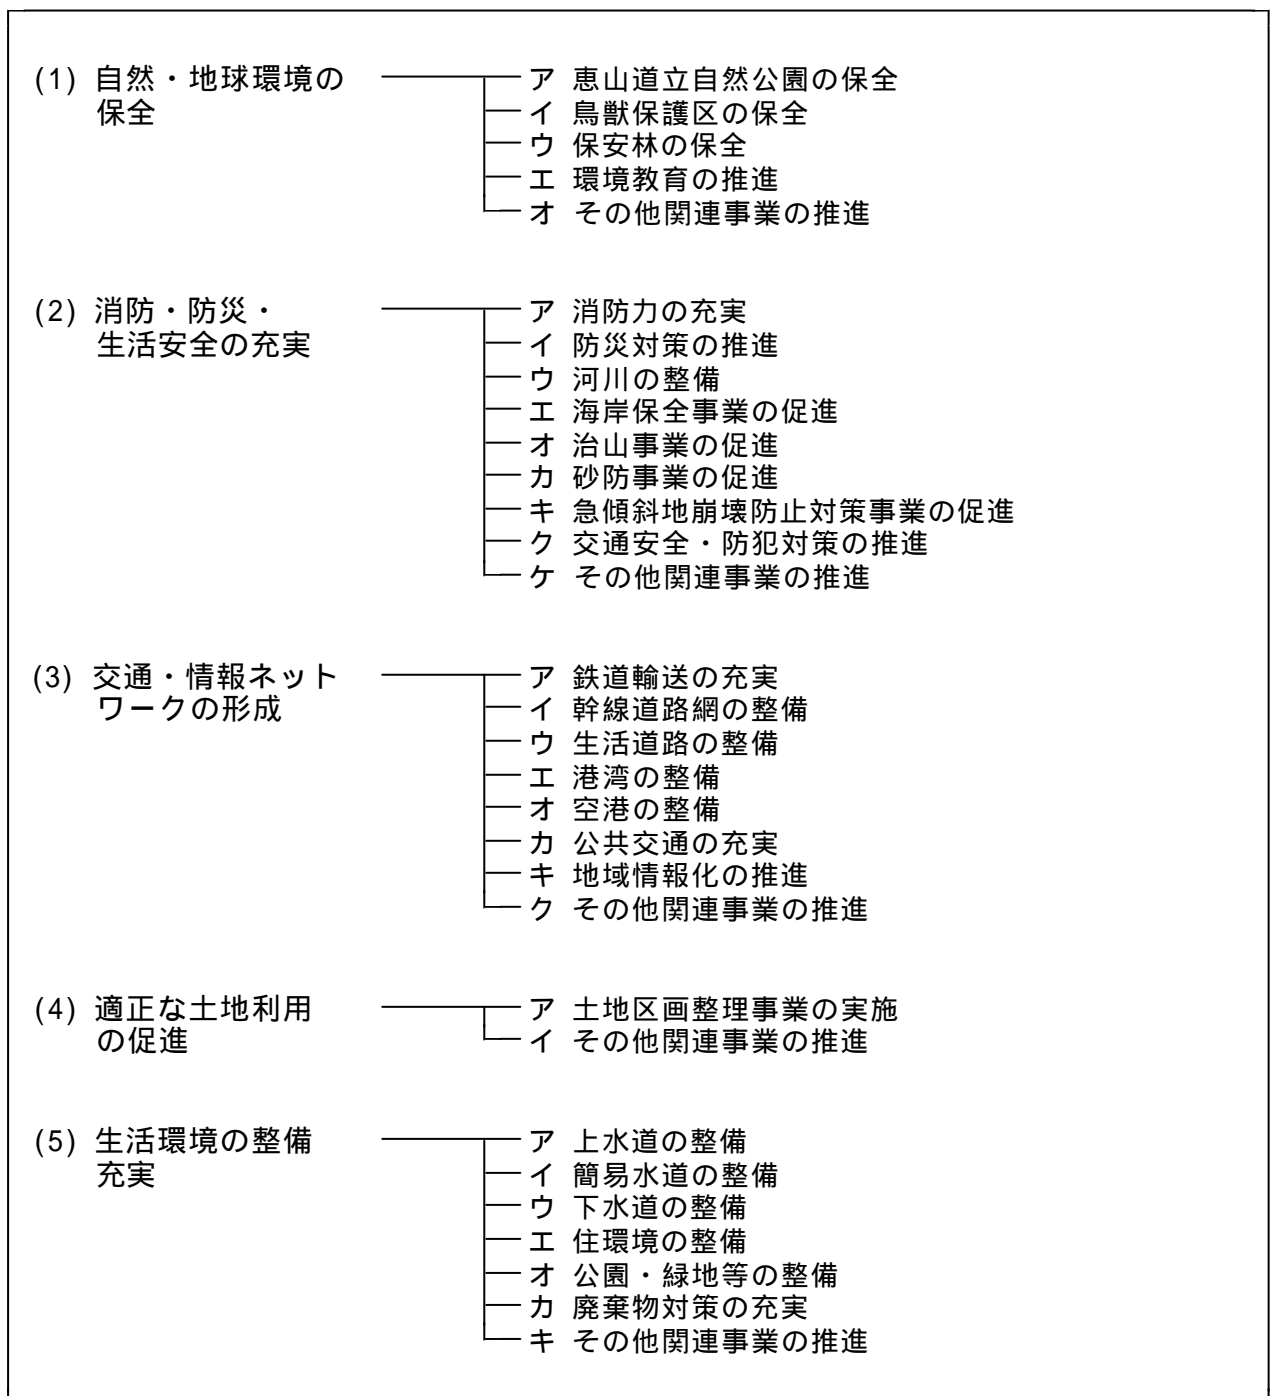 (1) 自然・地球環境の ア 恵山道立自然公園の保全
保全 イ 鳥獣保護区の保全
ウ 保安林の保全
エ 環境教育の推進
オ その他関連事業の推進
(2) 消防・防災・ ア 消防力の充実
生活安全の充実 イ 防災対策の推進
ウ 河川の整備
エ 海岸保全事業の促進
オ 治山事業の促進
カ 砂防事業の促進
キ 急傾斜地崩壊防止対策事業の促進
ク 交通安全・防犯対策の推進
ケ その他関連事業の推進
(3) 交通・情報ネット ア 鉄道輸送の充実
ワークの形成 イ 幹線道路網の整備
ウ 生活道路の整備
エ 港湾の整備
オ 空港の整備
カ 公共交通の充実
キ 地域情報化の推進
ク その他関連事業の推進
(4) 適正な土地利用 ア 土地区画整理事業の実施
の促進 イ その他関連事業の推進
(5) 生活環境の整備 ア 上水道の整備
充実 イ 簡易水道の整備
ウ 下水道の整備
エ 住環境の整備
オ 公園・緑地等の整備
カ 廃棄物対策の充実
キ その他関連事業の推進